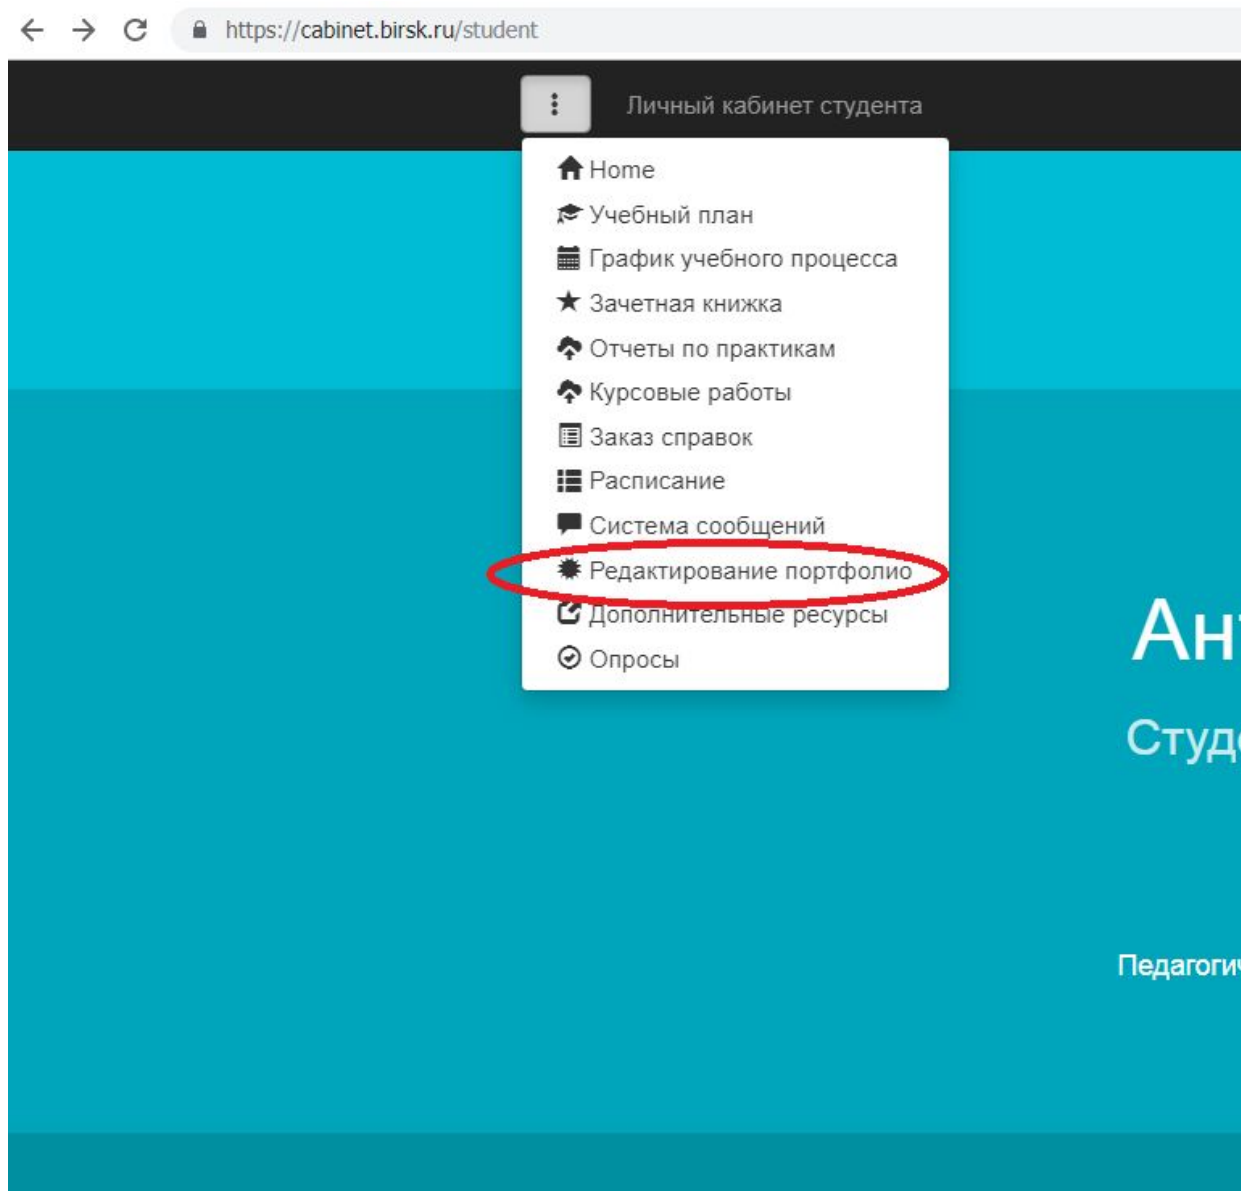 https://cabinet.birsk.ru/student
Личный кабинет студента
Home
Учебный план
График учебного процесса
Зачетная книжка
Отчеты по практикам
Курсовые работы
Заказ справок
Расписание
Система сообщений
Редактирование портфолио
Дополнительные ресурсы
Опросы